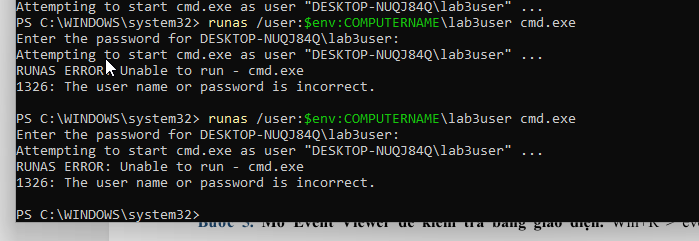 Attempting to start cmd.exe as user "DESKTOP-NUQJ84Q\lab3user" ...
PS C:\WINDOWS\system32> runas /user:$env:COMPUTERNAME\lab3user cmd.exe
Enter the password for DESKTOP-NUQJ84Q\lab3user:
Attempting to start cmd.exe as user "DESKTOP-NUQJ84Q\lab3user" ...
RUNAS ERROR: Unable to run - cmd.exe
1326: The user name or password is incorrect.
PS C:\WINDOWS\system32> runas /user:$env:COMPUTERNAME\lab3user cmd.exe
Enter the password for DESKTOP-NUQJ84Q\lab3user:
Attempting to start cmd.exe as user "DESKTOP-NUQJ84Q\lab3user" ...
RUNAS ERROR: Unable to run - cmd.exe
1326: The user name or password is incorrect.
PS C:\WINDOWS\system32>
Bước 3. Mở Event Viewer để kiểm tra bằng giao diện. Win+R > eve